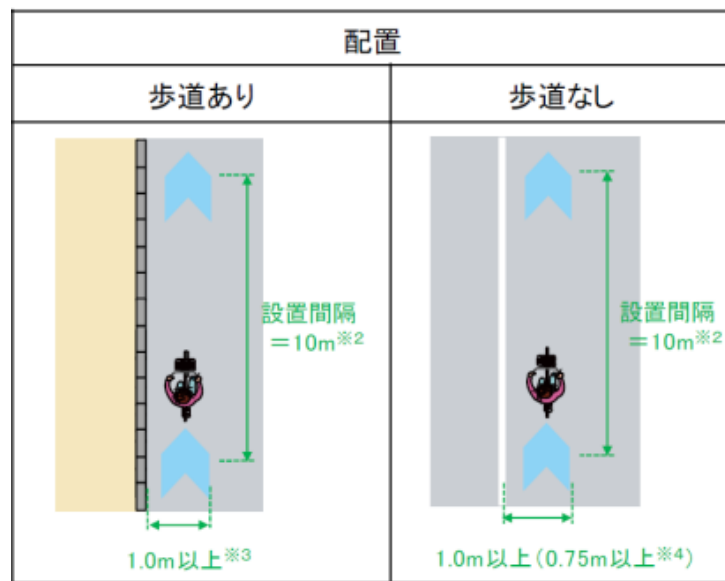 配置
歩道あり
歩道なし
設置間隔
＝10m※2
設置間隔
＝10m※2
1.0m以上※3
1.0m以上（0.75m以上※4）